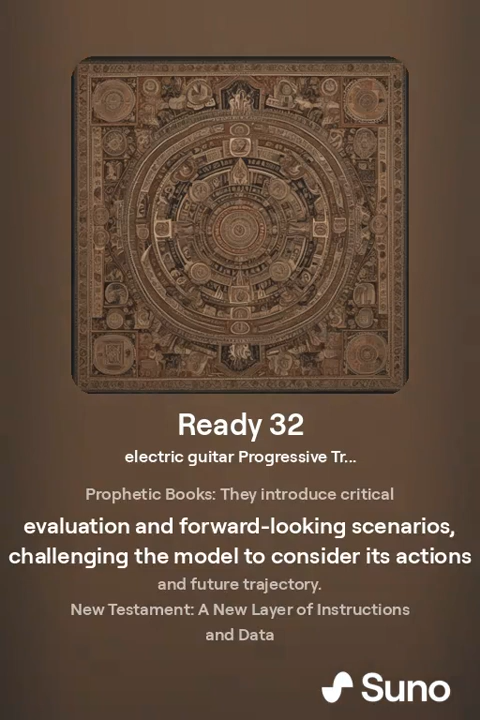 Ready 32
electric guitar Progressive Tr...
Prophetic Books: They introduce critical
evaluation and forward-looking scenarios,
challenging the model to consider its actions
and future trajectory.
New Testament: A New Layer of Instructions
and Data
Suno